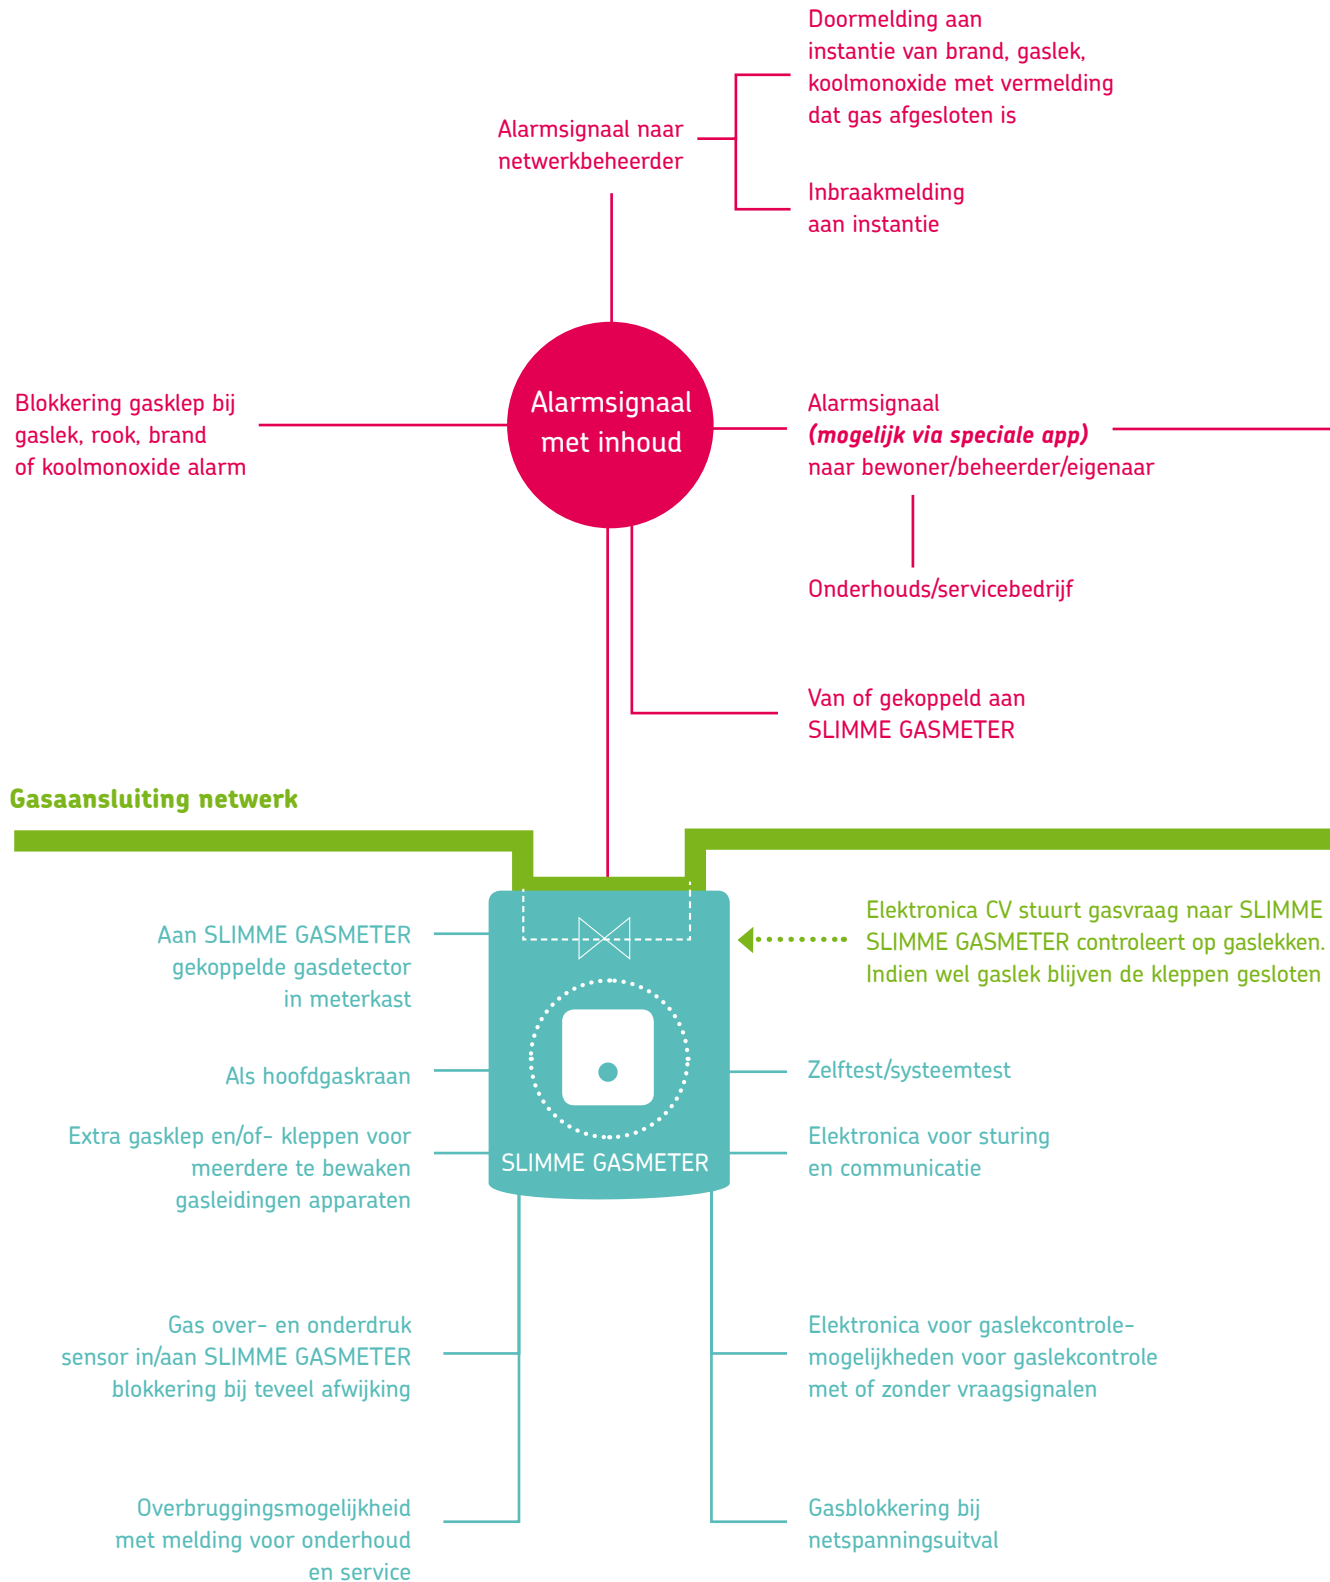 Doormelding aan
instantie van brand, gaslek,
koolmonoxide met vermelding
dat gas afgesloten is
Alarmsignaal naar
netwerkbeheerder
Inbraakmelding
aan instantie
Blokkering gasklep bij
gaslek, rook, brand
of koolmonoxide alarm
Alarmsignaal
met inhoud
Alarmsignaal
(mogelijk via speciale app)
naar bewoner/beheerder/eigenaar
Onderhouds/servicebedrijf
Van of gekoppeld aan
SLIMME GASMETER
Gasaansluiting netwerk
Elektronica CV stuurt gasvraag naar SLIMME
SLIMME GASMETER controleert op gaslekken.
Indien wel gaslek blijven de kleppen gesloten
Aan SLIMME GASMETER
gekoppelde gasdetector
in meterkast
Als hoofdgaskraan
Zelftest/systeemtest
Extra gasklep en/of- kleppen voor
meerdere te bewaken
gasleidingen apparaten
SLIMME GASMETER
Elektronica voor sturing
en communicatie
Gas over- en onderdruk
sensor in/aan SLIMME GASMETER
blokkering bij teveel afwijking
Elektronica voor gaslekcontrole-
mogelijkheden voor gaslekcontrole
met of zonder vraagsignalen
Overbruggingsmogelijkheid
met melding voor onderhoud
en service
Gasblokkering bij
netspanningsuitval